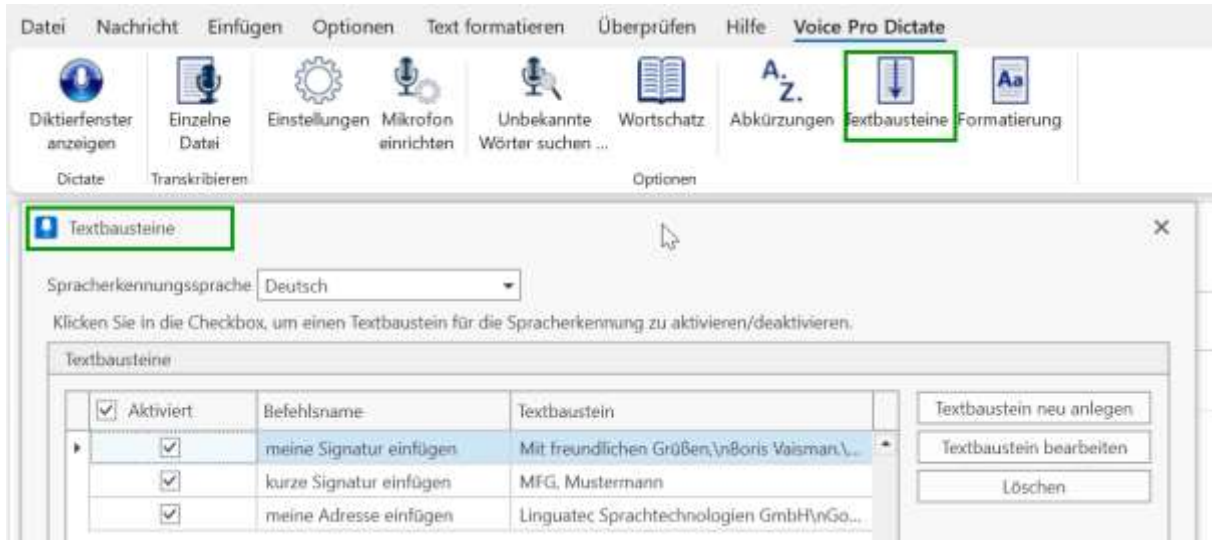 Datei Nachricht Einfügen Optionen Text formatieren Überprüfen Hilfe Voice Pro Dictate
Diktierfenster anzeigen
Einzelne Datei
Einstellungen
Mikrofon einrichten
Unbekannte Wörter suchen ...
Wortschatz
A.
Z.
Abkürzungen
Textbausteine
Aa
Formatierung
Dictate Transkribieren Optionen
Textbausteine
Spracherkennungssprache Deutsch
Klicken Sie in die Checkbox, um einen Textbaustein für die Spracherkennung zu aktivieren/deaktivieren.
Textbausteine
Aktiviert Befehlsname Textbaustein Textbaustein neu anlegen
meine Signatur einfügen Mit freundlichen Grüßen,\nBoris Vaisman,\... Textbaustein bearbeiten
kurze Signatur einfügen MFG, Mustermann Löschen
meine Adresse einfügen Linguatec Sprachtechnologien GmbH\nGo...